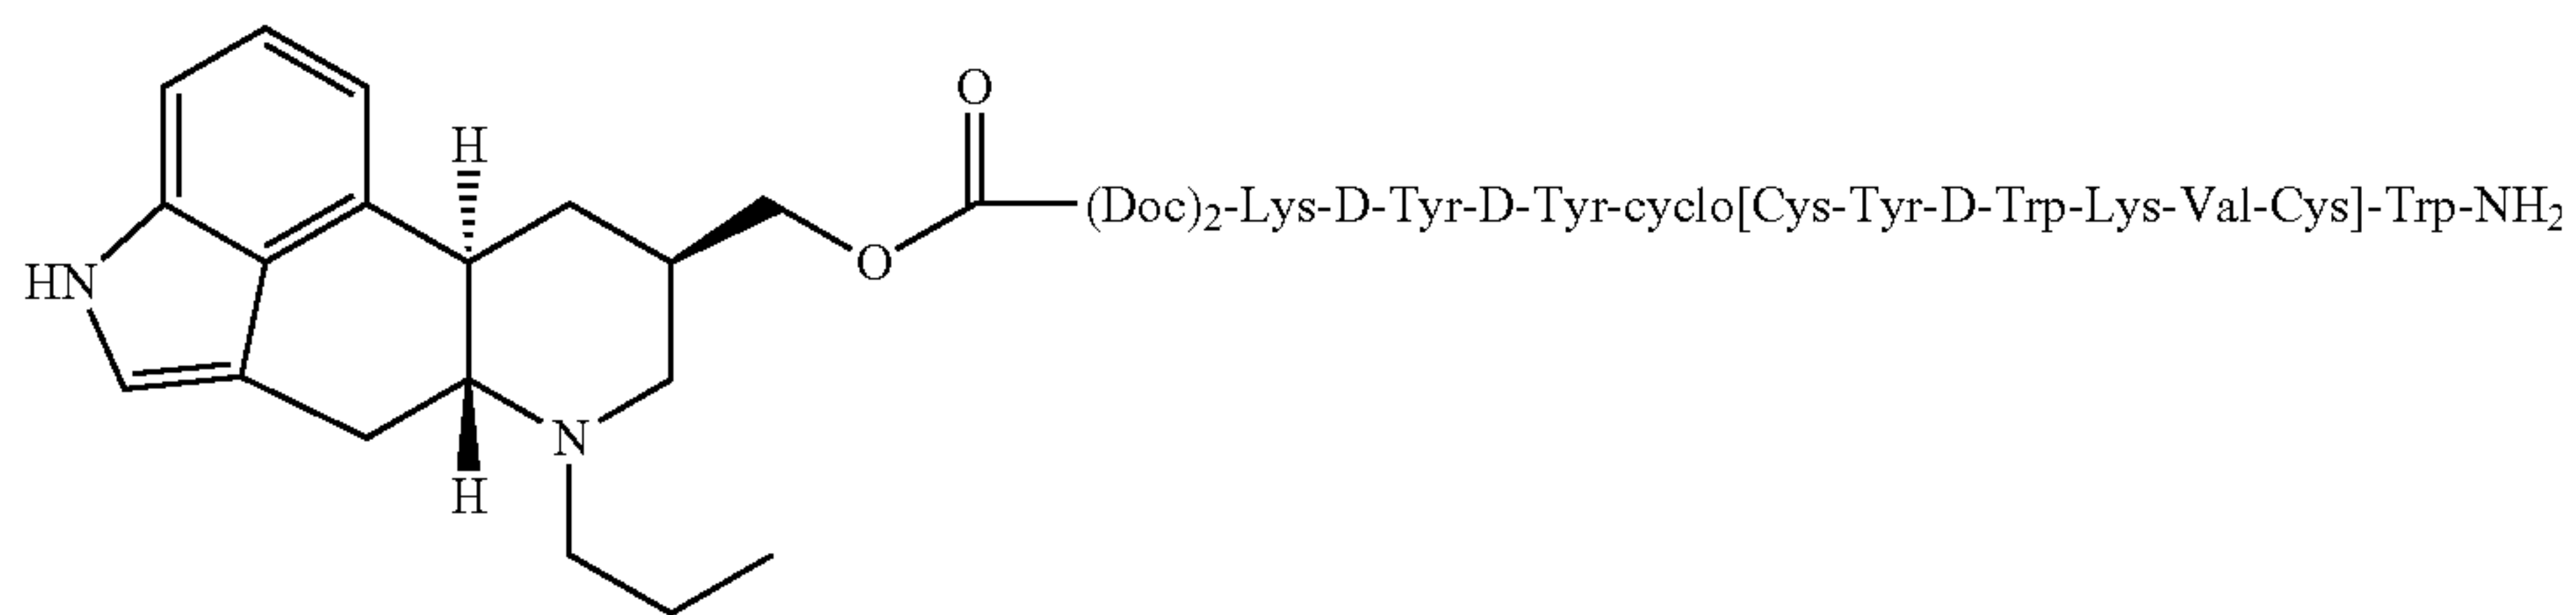 O
H
(Doc)₂-Lys-D-Tyr-D-Tyr-cyclo[Cys-Tyr-D-Trp-Lys-Val-Cys]-Trp-NH₂
O
HN
N
H